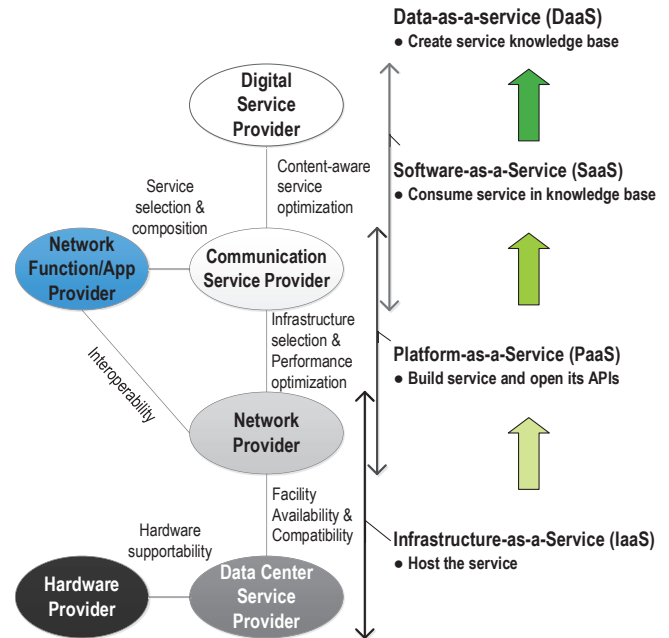 Data-as-a-service (DaaS)
● Create service knowledge base
Digital
Service
Provider
Content-aware
service
optimization
Service
selection &
composition
Software-as-a-Service (SaaS)
● Consume service in knowledge base
Network
Function/App
Provider
Communication
Service Provider
Infrastructure
selection &
Performance
optimization
Interoperability
Platform-as-a-Service (PaaS)
● Build service and open its APIs
Network
Provider
Facility
Availability &
Compatibility
Hardware
supportability
Infrastructure-as-a-Service (IaaS)
● Host the service
Hardware
Provider
Data Center
Service
Provider